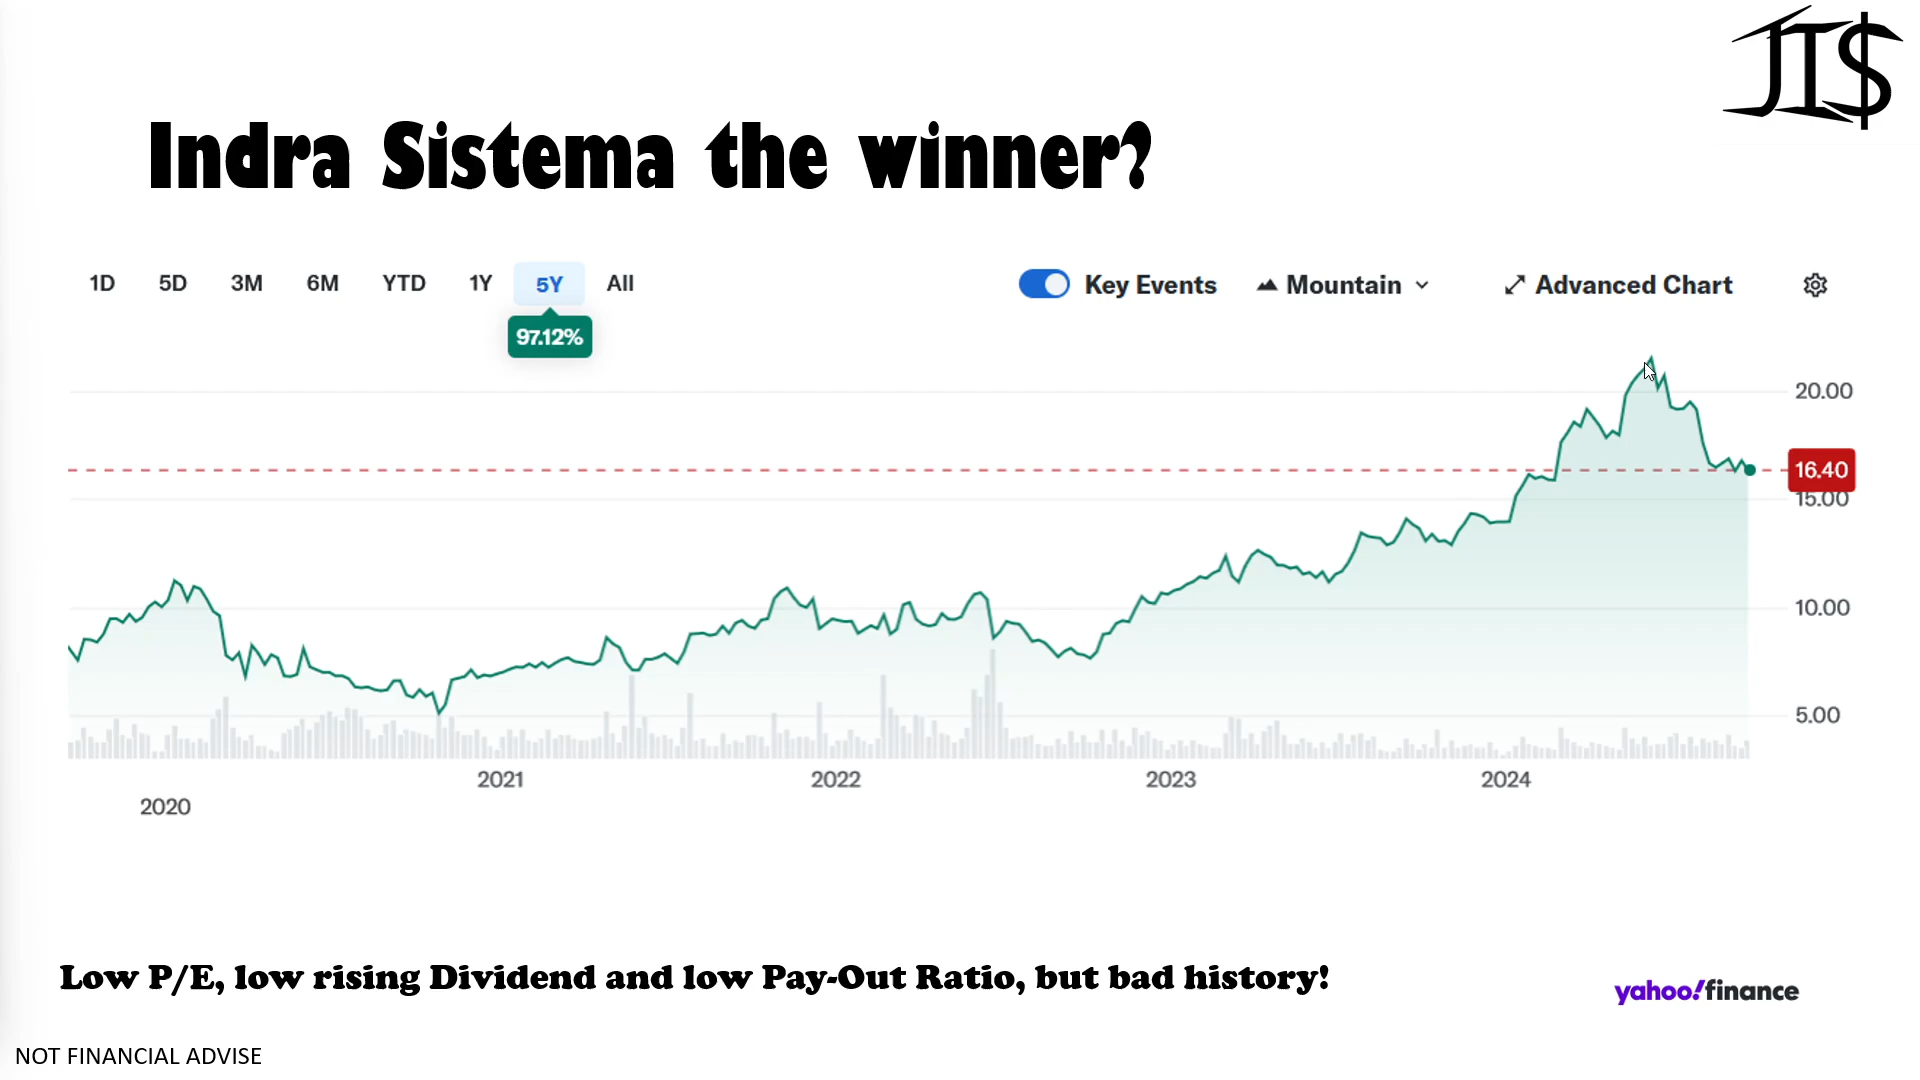 JI$
Indra Sistema the winner?
1D 5D 3M 6M YTD 1Y 5Y All Key Events Mountain Advanced Chart
97.12%
20.00
16.40
15.00
10.00
5.00
2021 2022 2023 2024
2020
Low P/E, low rising Dividend and low Pay-Out Ratio, but bad history!
yahoo!finance
NOT FINANCIAL ADVISE